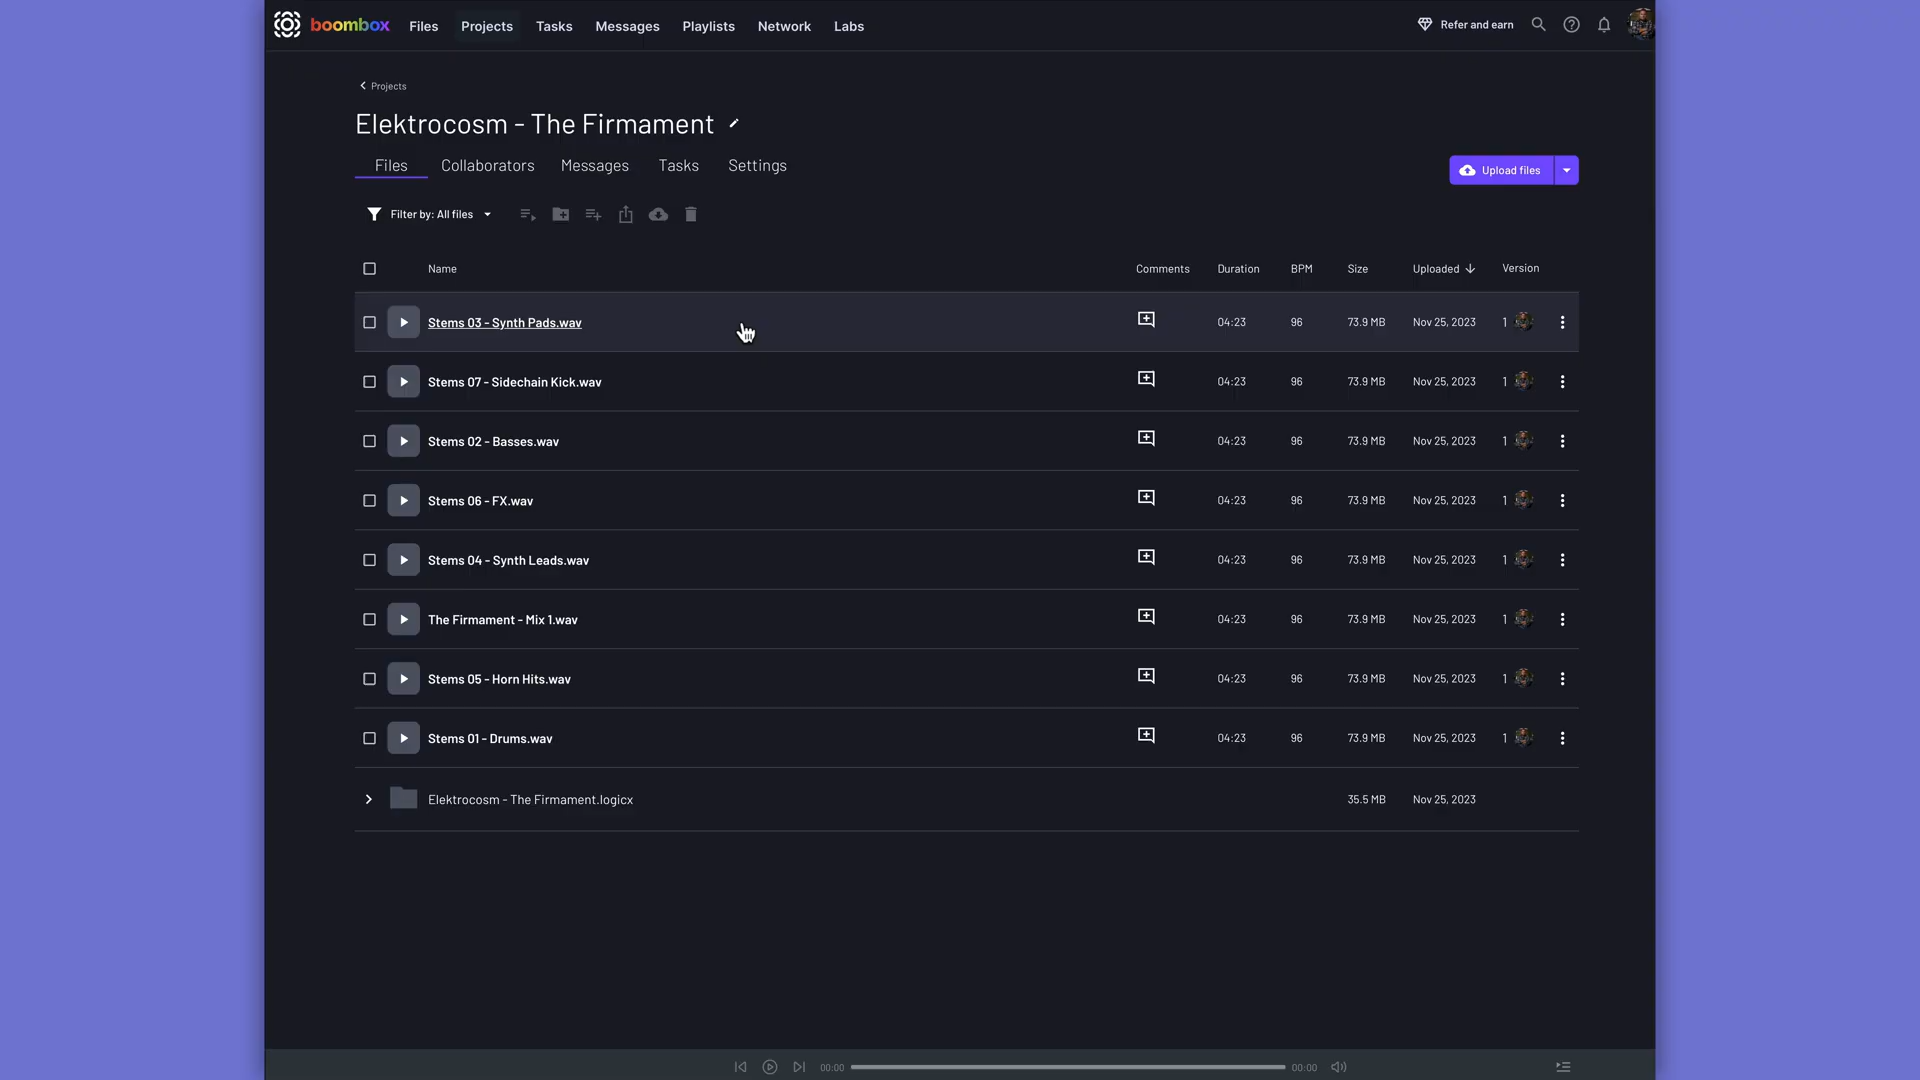 boombox Files Projects Tasks Messages Playlists Network Labs Refer and earn
Projects
Elektrocosm - The Firmament
Files Collaborators Messages Tasks Settings
Upload files
Filter by: All files
Name Comments Duration BPM Size Uploaded Version
Stems 03 - Synth Pads.wav 04:23 96 73.9 MB Nov 25, 2023 1
Stems 07 - Sidechain Kick.wav 04:23 96 73.9 MB Nov 25, 2023 1
Stems 02 - Basses.wav 04:23 96 73.9 MB Nov 25, 2023 1
Stems 06 - FX.wav 04:23 96 73.9 MB Nov 25, 2023 1
Stems 04 - Synth Leads.wav 04:23 96 73.9 MB Nov 25, 2023 1
The Firmament - Mix 1.wav 04:23 96 73.9 MB Nov 25, 2023 1
Stems 05 - Horn Hits.wav 04:23 96 73.9 MB Nov 25, 2023 1
Stems 01 - Drums.wav 04:23 96 73.9 MB Nov 25, 2023 1
Elektrocosm - The Firmament.logicx 35.5 MB Nov 25, 2023
00:00 00:00